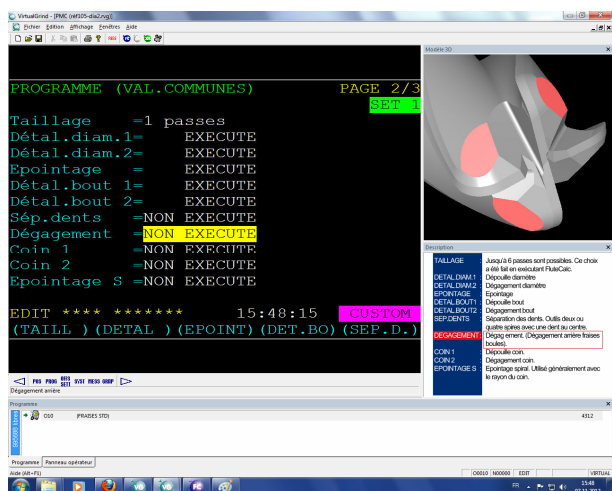 VirtualGrind - [PMC (réf105-dia2.rvg)]
Fichier Edition Affichage Fenêtres Aide
Modèle 3D
PROGRAMME (VAL.COMMUNES) PAGE 2/3
SET 1
Taillage =1 passes
Détal.diam.1= EXECUTE
Détal.diam.2= EXECUTE
Epointage = EXECUTE
Détal.bout 1= EXECUTE
Détal.bout 2= EXECUTE
Sép.dents =NON EXECUTE
Dégagement =NON EXECUTE
Coin 1 =NON EXECUTE
Coin 2 =NON EXECUTE
Epointage S =NON EXECUTE
EDIT **** ******* 15:48:15 CUSTOM
(TAILL ) (DETAL ) (EPOINT) (DET.BO) (SEP.D.)
POS PROG OFFS SETI SYST MESS GRAP
Dégagement arrière
Description
TAILLAGE : Jusqu'à 6 passes sont possibles. Ce choix
a été fait en exécutant FluteCalc.
DETAL.DIAM.1 : Dépouille diamètre
DETAL.DIAM.2 : Dégagement diamètre
EPOINTAGE : Epointage
DETAL.BOUT1 : Dépouille bout
DETAL.BOUT2 : Dégagement bout
SEP.DENTS : Séparation des dents. Outils deux ou
quatre spires avec une dent au centre.
DEGAGEMENT : Dégagement. (Dégagement arrière fraises
boules).
COIN 1 : Dépouille coin.
COIN 2 : Dégagement coin.
EPOINTAGE S : Epointage spiral. Utilisé généralement avec
le rayon du coin.
Programme
O10 (FRAISES STD) 4312
Programme Panneau opérateur
Aide (Alt+F1) O0010 N00000 EDIT VIRTUAL
FR 15:48
07.11.2012